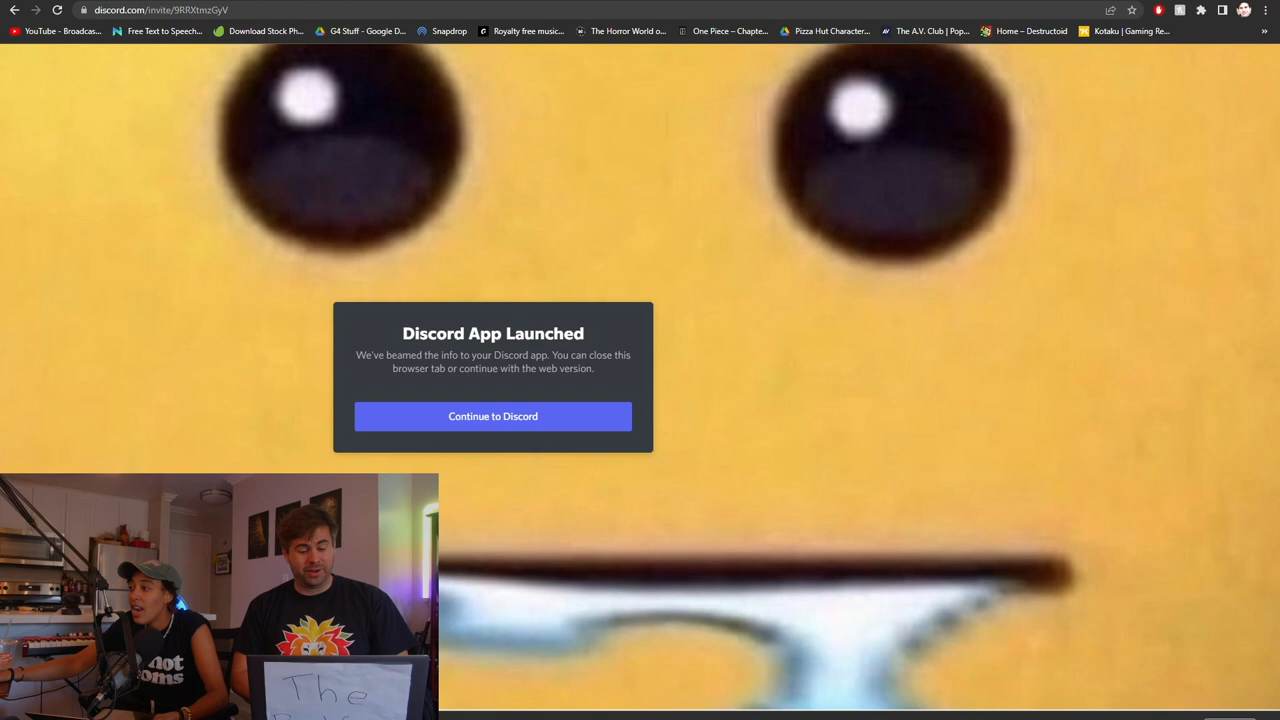 discord.com/invite/9RRXtmzGyV
YouTube - Broadcas... Free Text to Speech... Download Stock Ph... G4 Stuff - Google D... Snapdrop Royalty free music... The Horror World o... One Piece – Chapte... Pizza Hut Character... The A.V. Club | Pop... Home – Destructoid Kotaku | Gaming Re... »
Discord App Launched
We've beamed the info to your Discord app. You can close this
browser tab or continue with the web version.
Continue to Discord
not
The